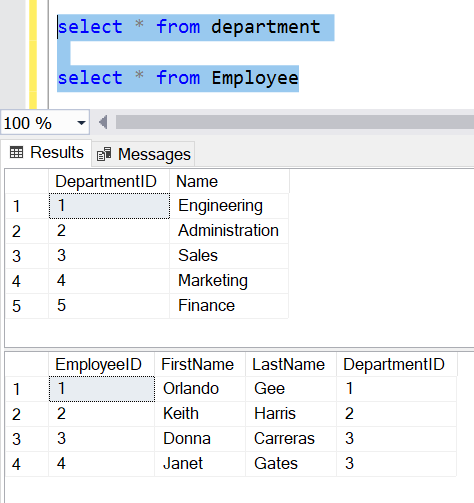 select * from department
select * from Employee
100 %
Results Messages
DepartmentID Name
1 1 Engineering
2 2 Administration
3 3 Sales
4 4 Marketing
5 5 Finance
EmployeeID FirstName LastName DepartmentID
1 1 Orlando Gee 1
2 2 Keith Harris 2
3 3 Donna Carreras 3
4 4 Janet Gates 3